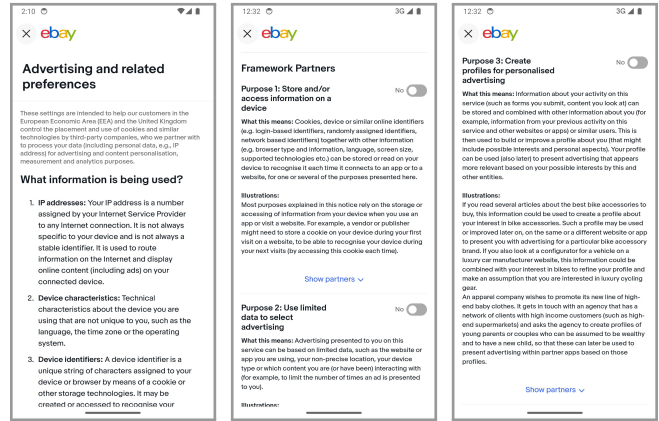 2:10
ebay
Advertising and related
preferences
These settings are intended to help our customers in the
European Economic Area (EEA) and the United Kingdom
control the placement and use of cookies and similar
technologies by third-party companies, who we partner with
to process your data (including personal data, e.g., IP
address) for advertising and content personalisation,
measurement and analytics purposes.
What information is being used?
1. IP addresses: Your IP address is a number
assigned by your Internet Service Provider
to any Internet connection. It is not always
specific to your device and is not always a
stable identifier. It is used to route
information on the Internet and display
online content (including ads) on your
connected device.
2. Device characteristics: Technical
characteristics about the device you are
using that are not unique to you, such as the
language, the time zone or the operating
system.
3. Device identifiers: A device identifier is a
unique string of characters assigned to your
device or browser by means of a cookie or
other storage technologies. It may be
created or accessed to recognise your
12:32
3G
ebay
Framework Partners
Purpose 1: Store and/or
access information on a
device
No
What this means: Cookies, device or similar online identifiers
(e.g. login-based identifiers, randomly assigned identifiers,
network based identifiers) together with other information
(e.g. browser type and information, language, screen size,
supported technologies etc.) can be stored or read on your
device to recognise it each time it connects to an app or to a
website, for one or several of the purposes presented here.
Illustrations:
Most purposes explained in this notice rely on the storage or
accessing of information from your device when you use an
app or visit a website. For example, a vendor or publisher
might need to store a cookie on your device during your first
visit on a website, to be able to recognise your device during
your next visits (by accessing this cookie each time).
Show partners
Purpose 2: Use limited
data to select
advertising
No
What this means: Advertising presented to you on this
service can be based on limited data, such as the website or
app you are using, your non-precise location, your device
type or which content you are (or have been) interacting with
(for example, to limit the number of times an ad is presented
to you).
Illustrations:
12:32
3G
ebay
Purpose 3: Create
profiles for personalised
advertising
No
What this means: Information about your activity on this
service (such as forms you submit, content you look at) can
be stored and combined with other information about you (for
example, information from your previous activity on this
service and other websites or apps) or similar users. This is
then used to build or improve a profile about you (that might
include possible interests and personal aspects). Your profile
can be used (also later) to present advertising that appears
more relevant based on your possible interests by this and
other entities.
Illustrations:
If you read several articles about the best bike accessories to
buy, this information could be used to create a profile about
your interest in bike accessories. Such a profile may be used
or improved later on, on the same or a different website or app
to present you with advertising for a particular bike accessory
brand. If you also look at a configurator for a vehicle on a
luxury car manufacturer website, this information could be
combined with your interest in bikes to refine your profile and
make an assumption that you are interested in luxury cycling
gear.
An apparel company wishes to promote its new line of high-
end baby clothes. It gets in touch with an agency that has a
network of clients with high income customers (such as high-
end supermarkets) and asks the agency to create profiles of
young parents or couples who can be assumed to be wealthy
and to have a new child, so that these can later be used to
present advertising within partner apps based on those
profiles.
Show partners